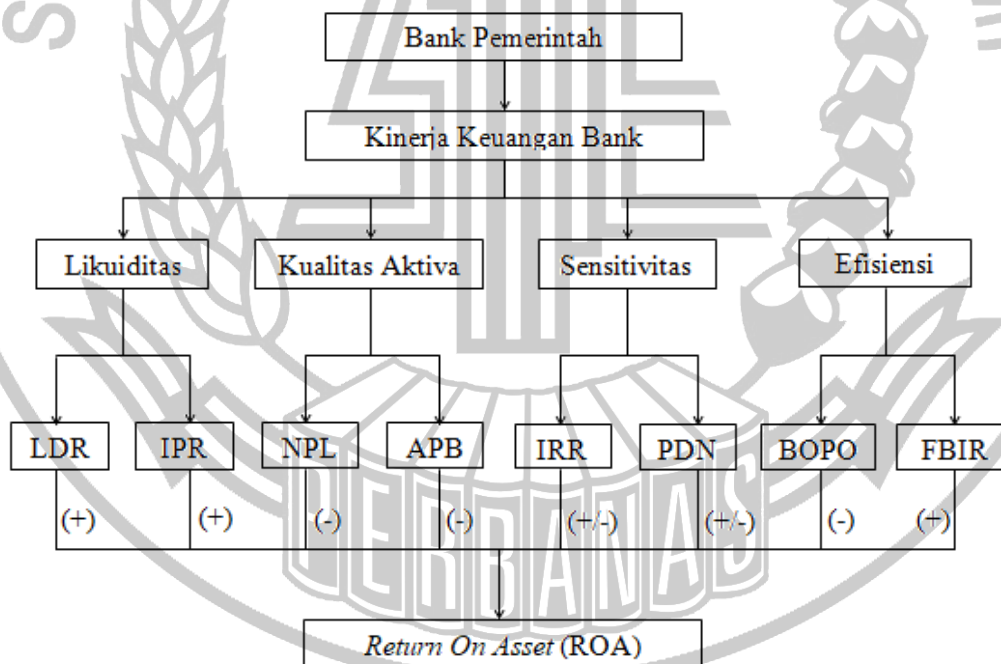 Bank Pemerintah
Kinerja Keuangan Bank
Likuiditas Kualitas Aktiva Sensitivitas Efisiensi
LDR IPR NPL APB IRR PDN BOPO FBIR
(+) (+) (-) (-) (+/-) (+/-) (-) (+)
PERBANAS
Return On Asset (ROA)